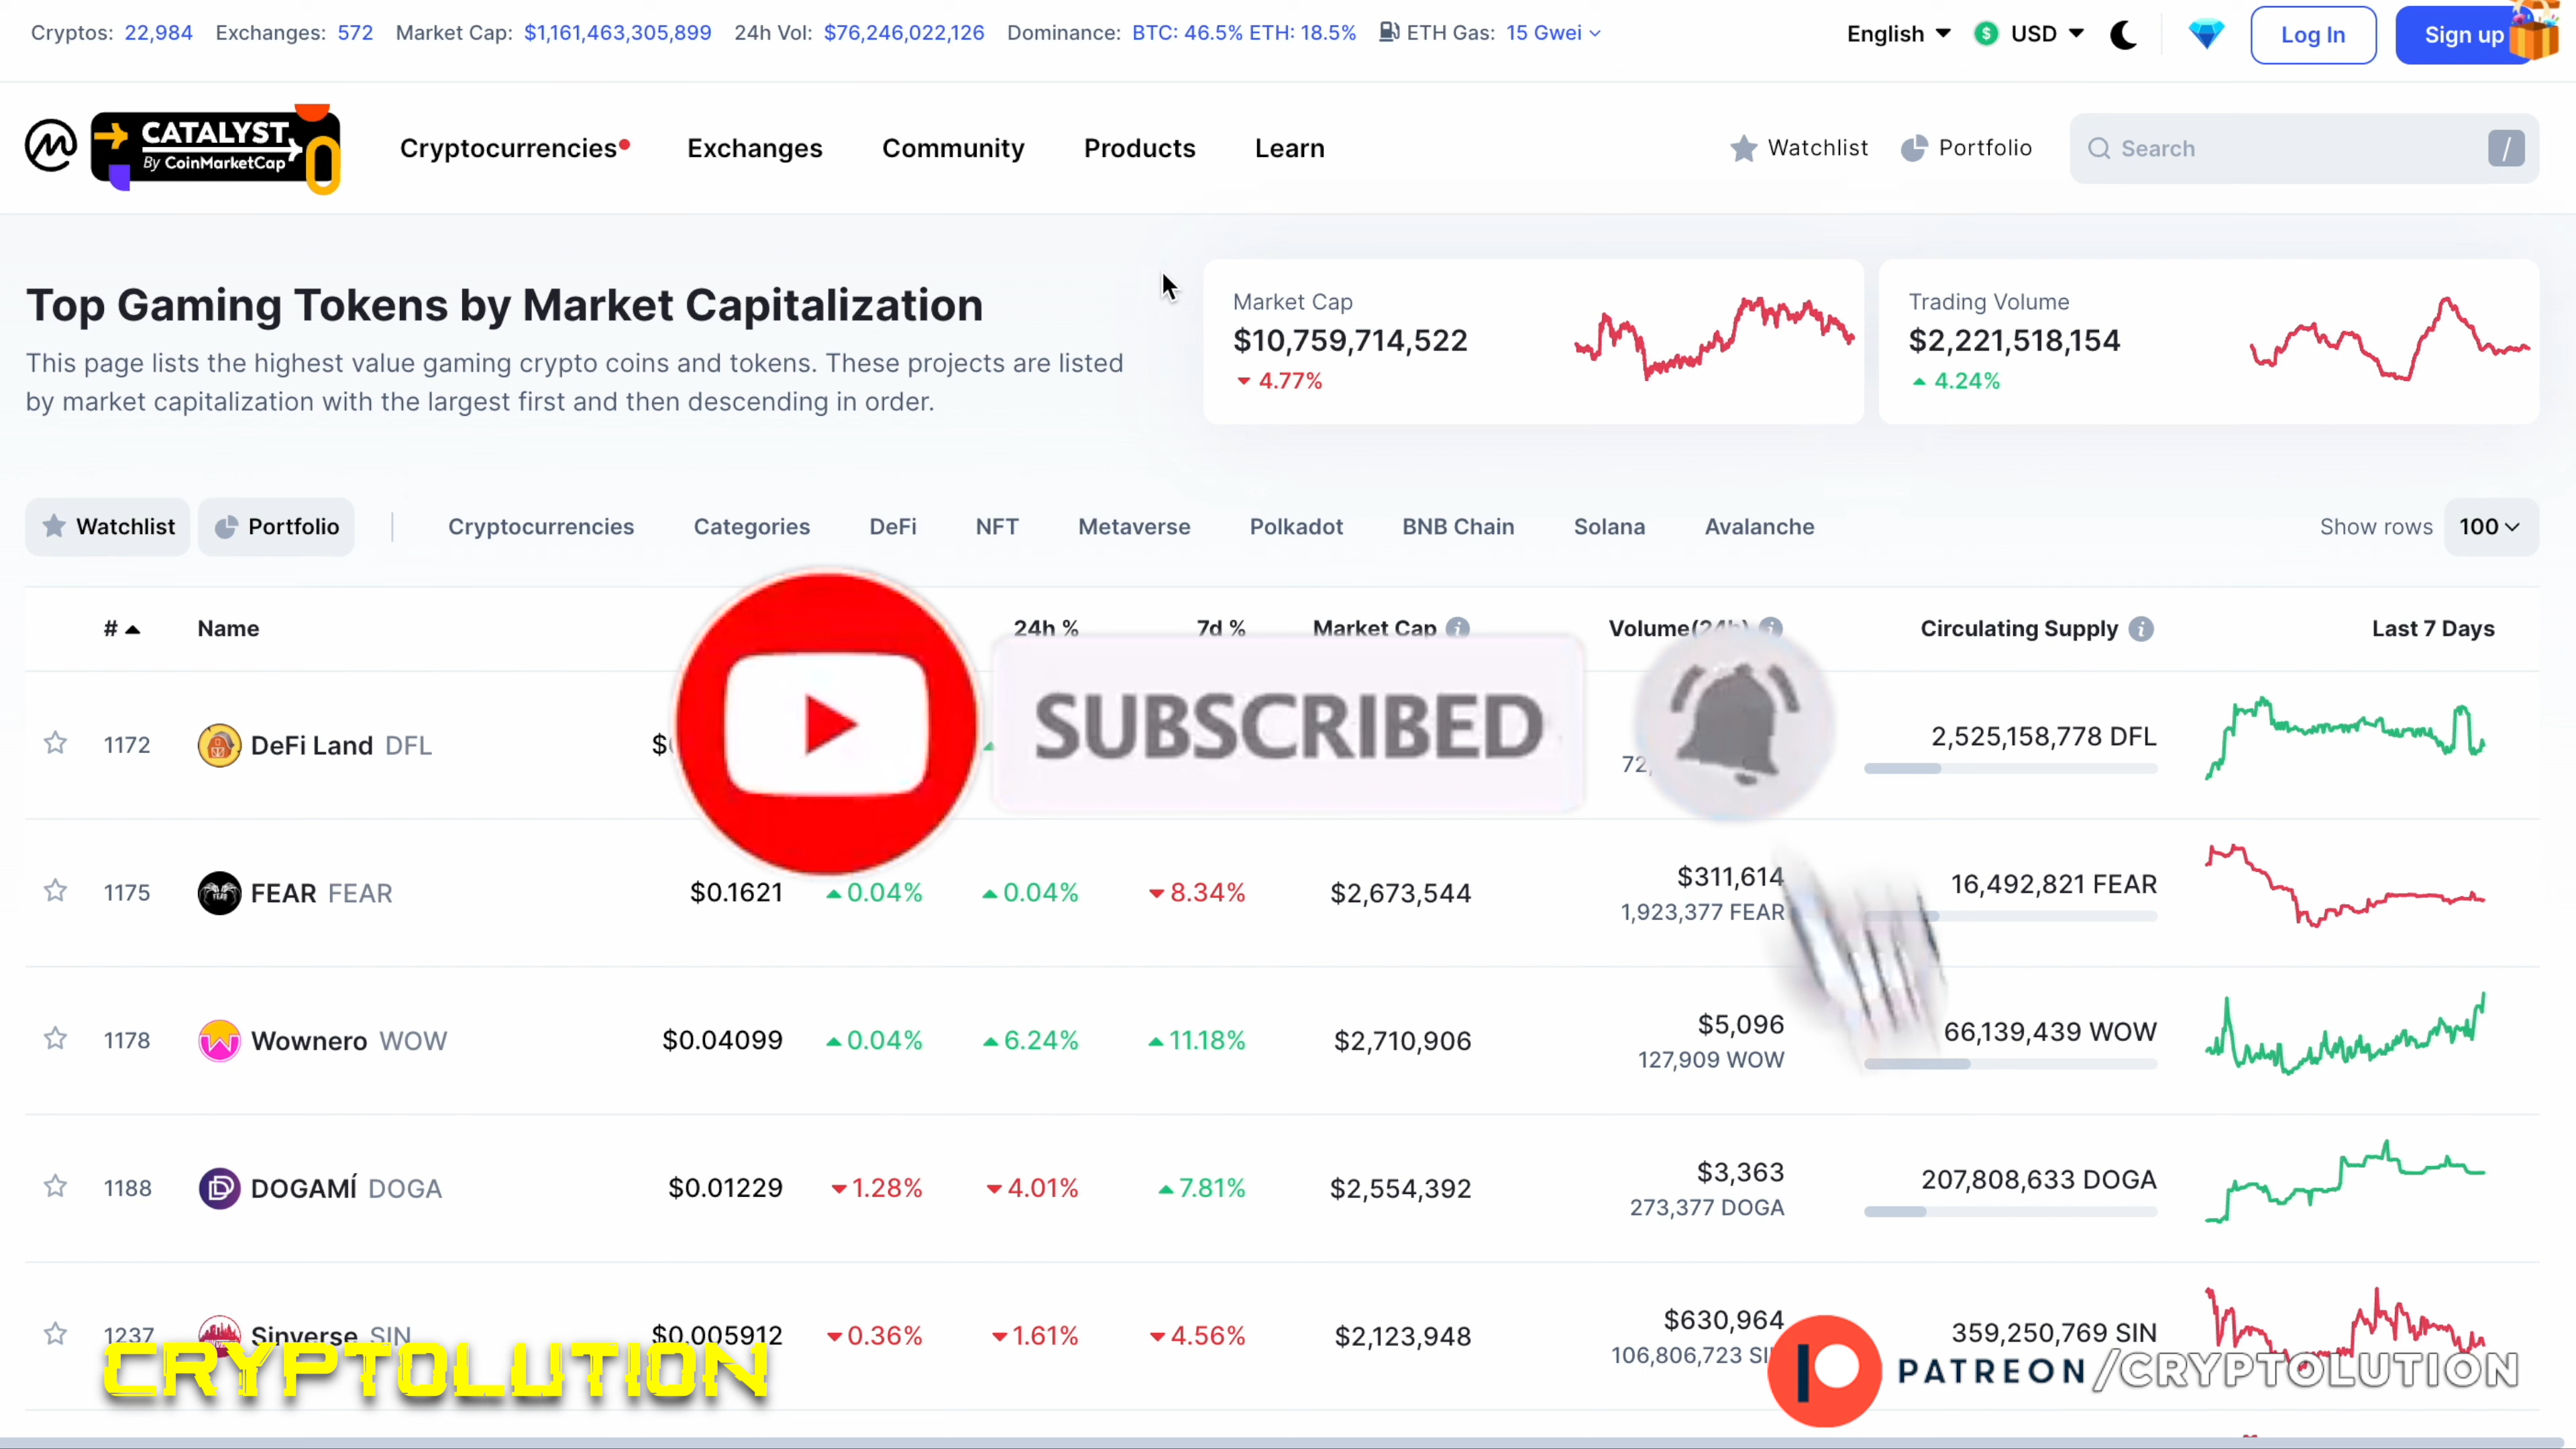 Cryptos: 22,984 Exchanges: 572 Market Cap: $1,161,463,305,899 24h Vol: $76,246,022,126 Dominance: BTC: 46.5% ETH: 18.5% ETH Gas: 15 Gwei English USD Log In Sign up
CATALYST
By CoinMarketCap
Cryptocurrencies Exchanges Community Products Learn Watchlist Portfolio Search /
Top Gaming Tokens by Market Capitalization
This page lists the highest value gaming crypto coins and tokens. These projects are listed
by market capitalization with the largest first and then descending in order.
Market Cap
$10,759,714,522
4.77%
Trading Volume
$2,221,518,154
4.24%
Watchlist Portfolio Cryptocurrencies Categories DeFi NFT Metaverse Polkadot BNB Chain Solana Avalanche Show rows 100
# Name 24h % 7d % Market Cap Volume(24h) Circulating Supply Last 7 Days
SUBSCRIBED
1172 DeFi Land DFL 2,525,158,778 DFL
1175 FEAR FEAR $0.1621 0.04% 0.04% 8.34% $2,673,544 $311,614 16,492,821 FEAR
1,923,377 FEAR
1178 Wownero WOW $0.04099 0.04% 6.24% 11.18% $2,710,906 $5,096 66,139,439 WOW
127,909 WOW
1188 DOGAMÍ DOGA $0.01229 1.28% 4.01% 7.81% $2,554,392 $3,363 207,808,633 DOGA
273,377 DOGA
1237 Sinverse SIN $0.005912 0.36% 1.61% 4.56% $2,123,948 $630,964 359,250,769 SIN
106,806,723
CRYPTOLUTION
PATREON/CRYPTOLUTION